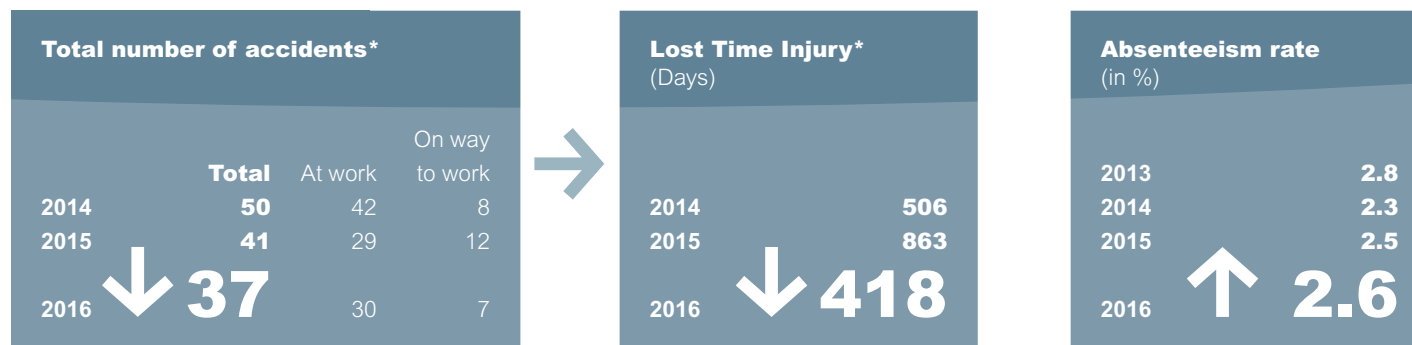 Total number of accidents*
On way
Total At work to work
2014 50 42 8
2015 41 29 12
2016 37 30 7
Lost Time Injury*
(Days)
2014 506
2015 863
2016 418
Absenteeism rate
(in %)
2013 2.8
2014 2.3
2015 2.5
2016 2.6